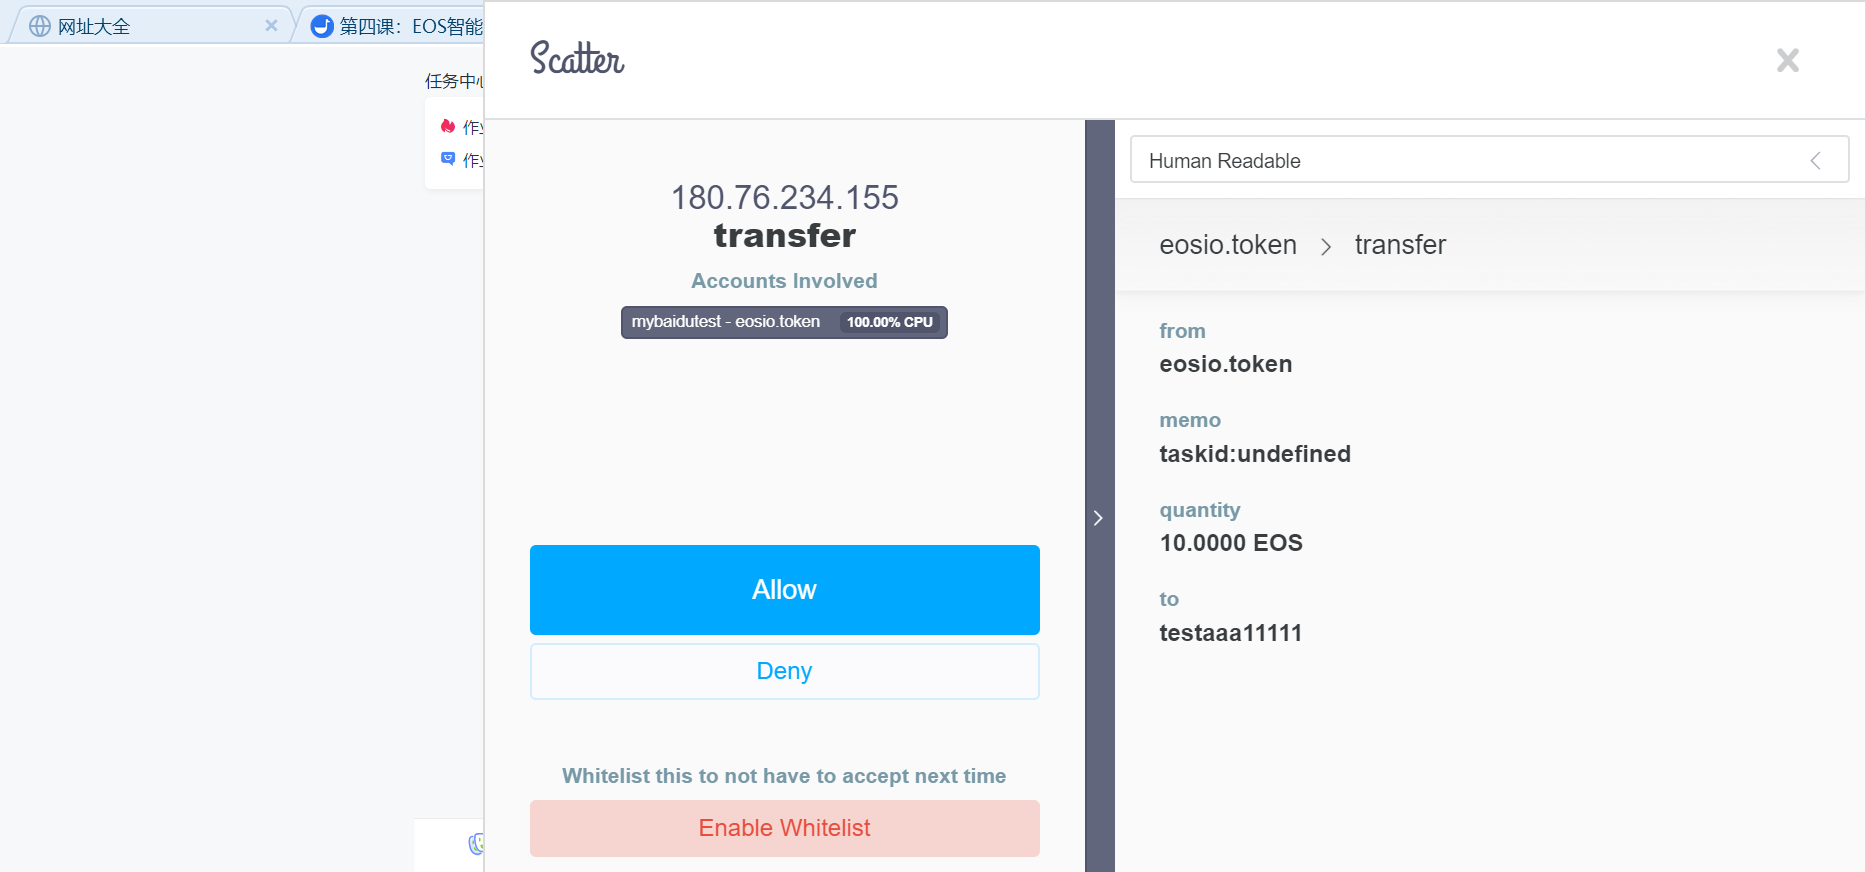 网址大全
第四课：EOS智能
任务中心
作业
作业
Scatter
180.76.234.155
transfer
Accounts Involved
mybaidutest - eosio.token 100.00% CPU
Allow
Deny
Whitelist this to not have to accept next time
Enable Whitelist
Human Readable
eosio.token > transfer
from
eosio.token
memo
taskid:undefined
quantity
10.0000 EOS
to
testaaa11111